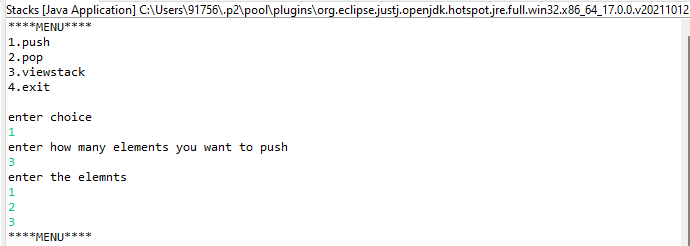 Stacks [Java Application] C:\Users\91756\.p2\pool\plugins\org.eclipse.justj.openjdk.hotspot.jre.full.win32.x86_64_17.0.0.v20211012
****MENU****
1.push
2.pop
3.viewstack
4.exit
enter choice
1
enter how many elements you want to push
3
enter the elemnts
1
2
3
****MENU****